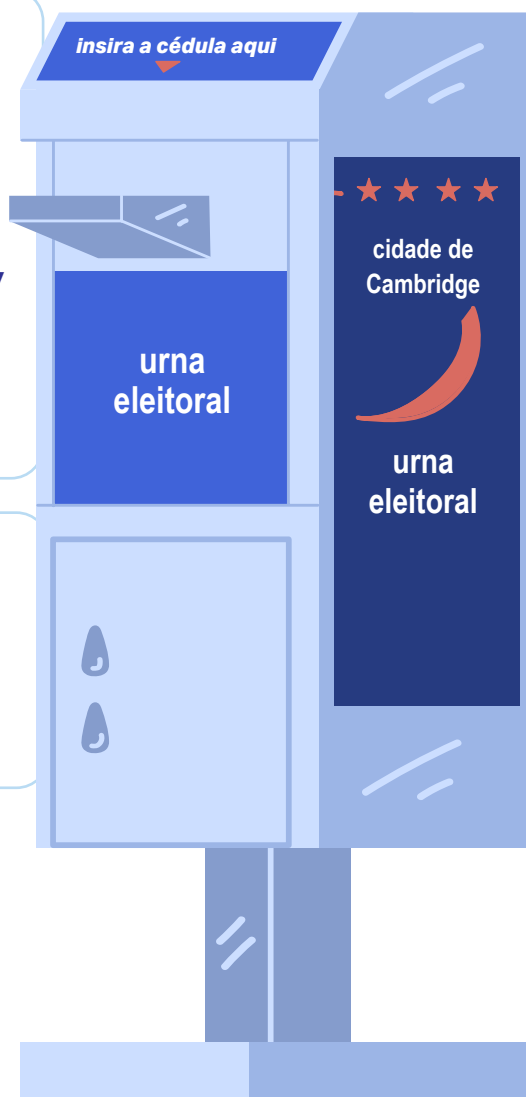 insira a cédula aqui
cidade de
Cambridge
urna
eleitoral
urna
eleitoral